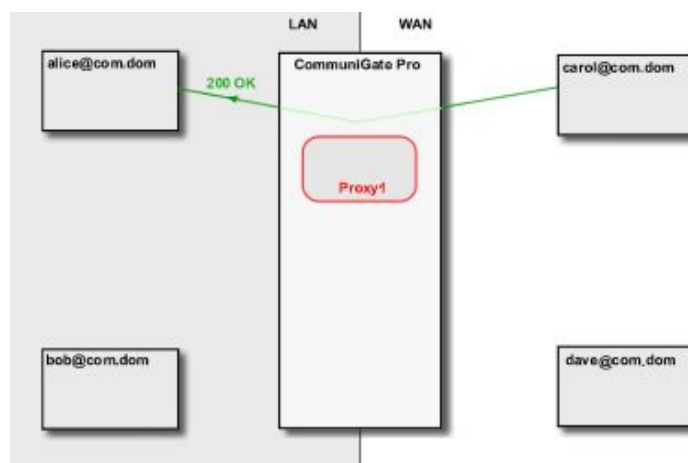 LAN WAN
alice@com.dom
CommuniGate Pro
carol@com.dom
200 OK
Proxy1
bob@com.dom
dave@com.dom